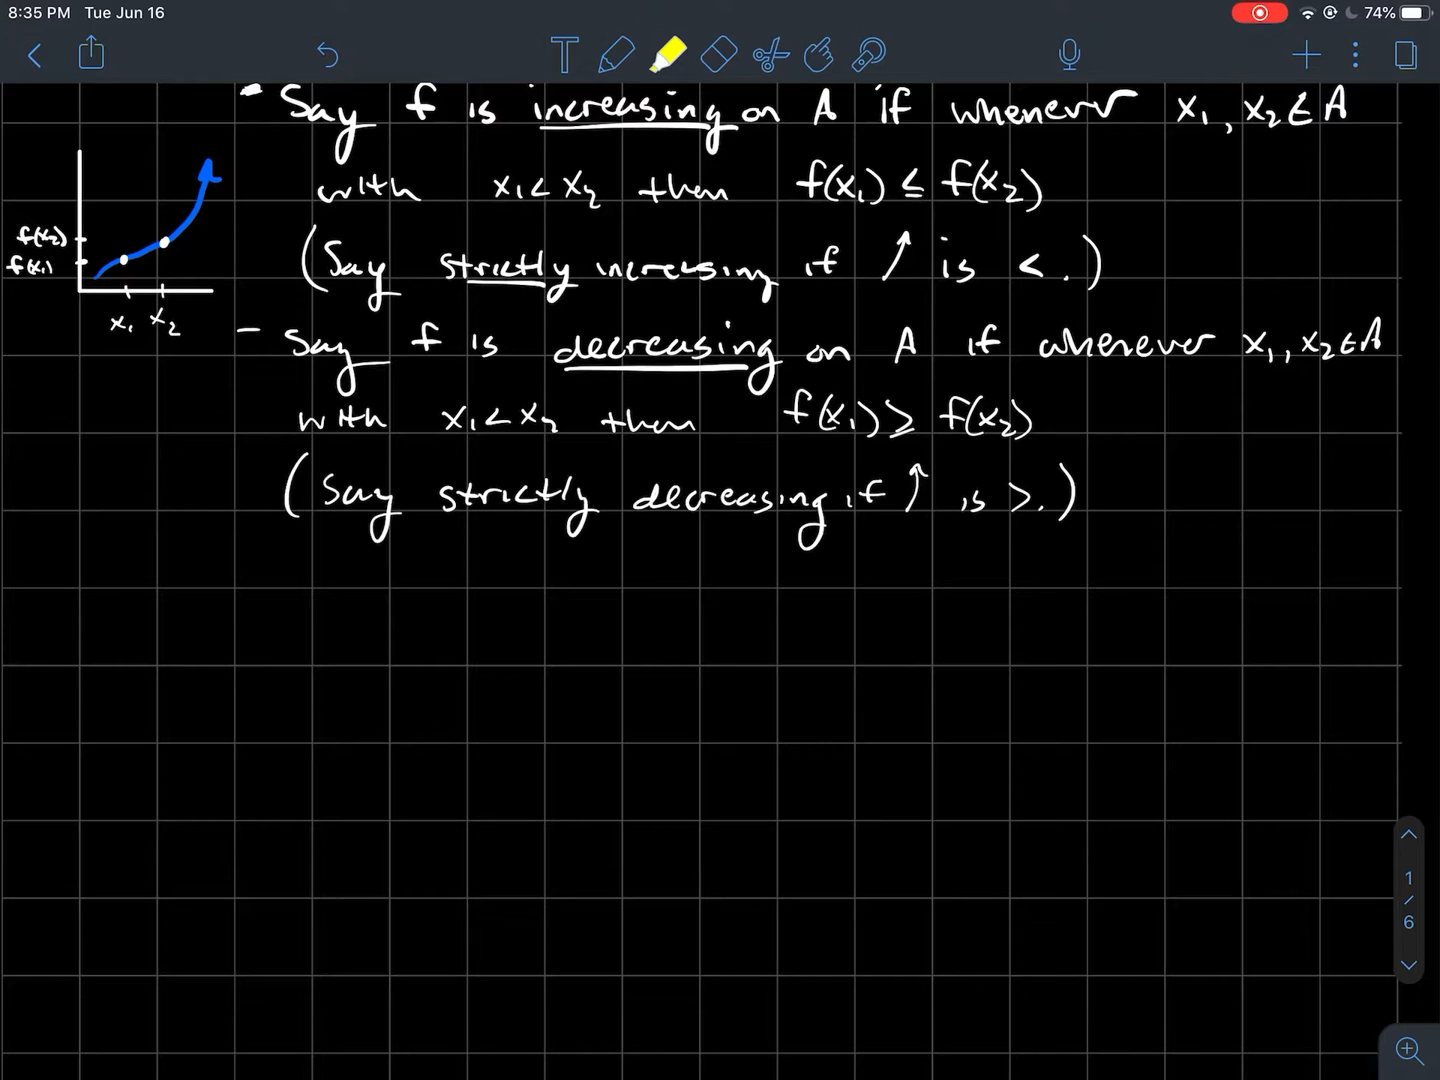 8:35 PM Tue Jun 16
74%
- Say f is increasing on A if whenevr x₁, x₂ ∈ A
with x₁ < x₂ then f(x₁) ≤ f(x₂)
(Say strictly increasing if ↑ is <.)
f(x₂)
f(x₁)
x₁ x₂
- Say f is decreasing on A if whenever x₁, x₂ ∈ A
with x₁ < x₂ then f(x₁) ≥ f(x₂)
(Say strictly decreasing if ↑ is >.)
1
/
6